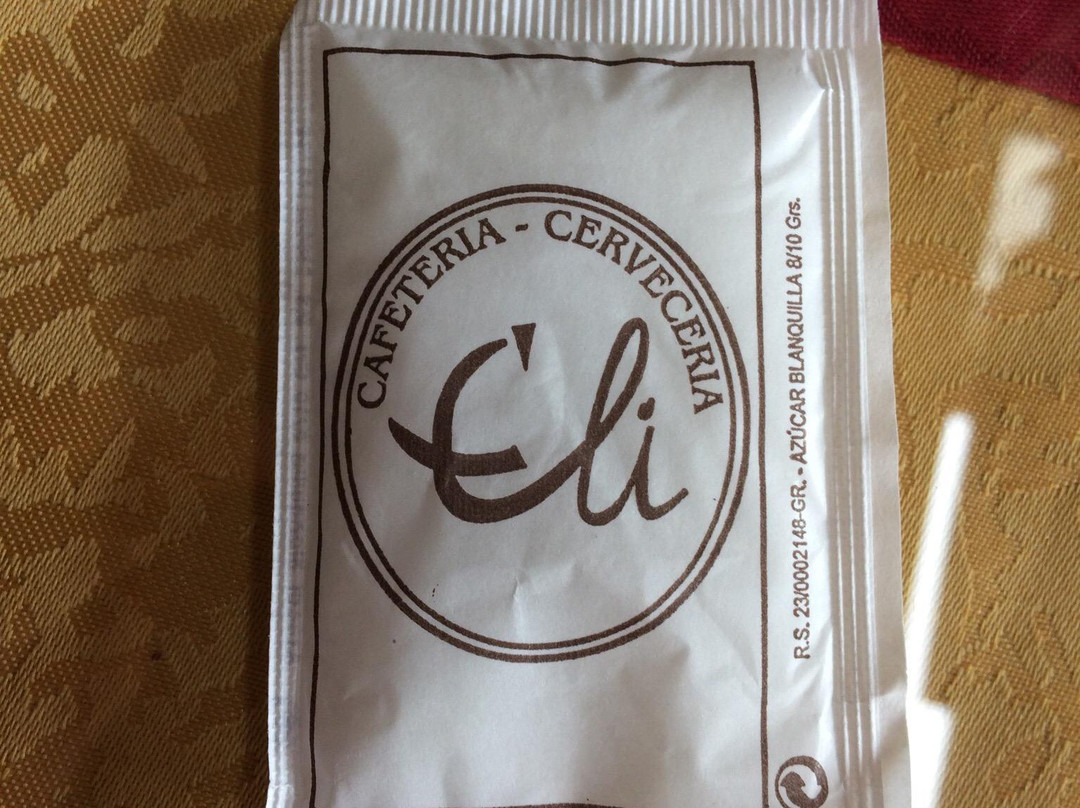 CAFETERIA - CERVECERIA
Eli
R.S. 23/0002148-GR. - AZÚCAR BLANQUILLA 8/10 Grs.